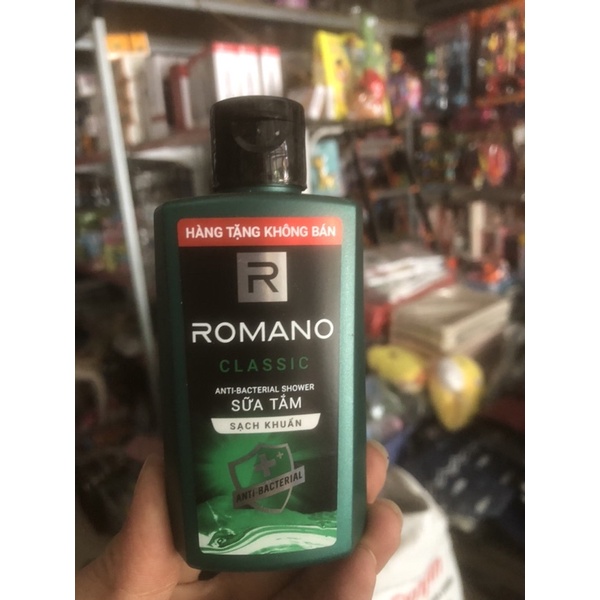 HÀNG TẶNG KHÔNG BÁN
R
ROMANO
CLASSIC
ANTI-BACTERIAL SHOWER
SỮA TẮM
SẠCH KHUẨN
ANTI-BACTERIAL